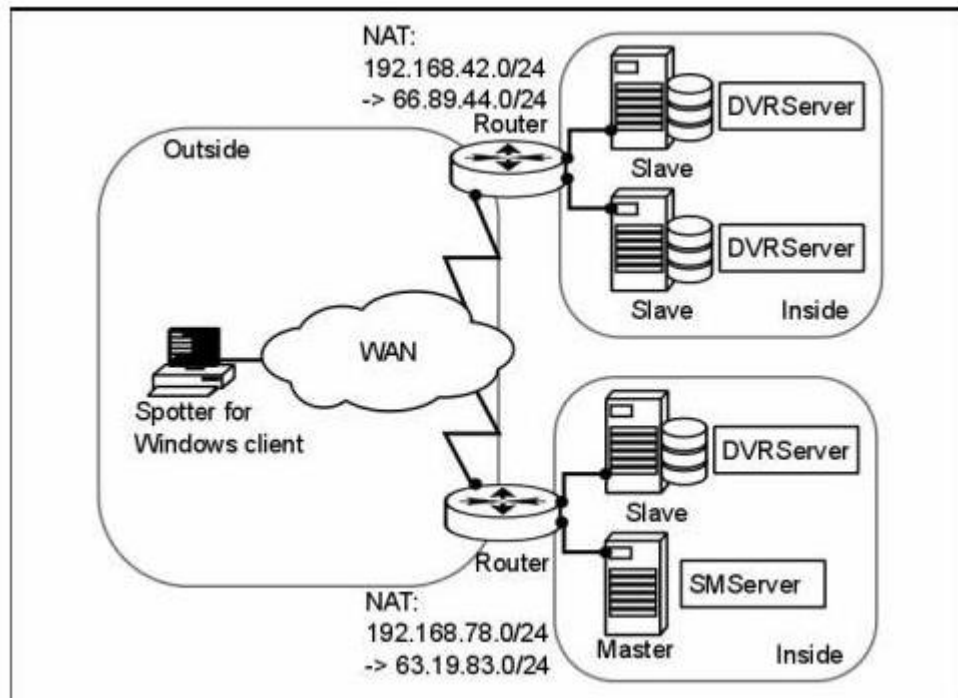 NAT:
192.168.42.0/24
-> 66.89.44.0/24
Router
Outside
DVRServer
Slave
DVRServer
Slave
Inside
WAN
Spotter for
Windows client
DVRServer
Slave
Router
SMServer
NAT:
192.168.78.0/24
-> 63.19.83.0/24
Master
Inside